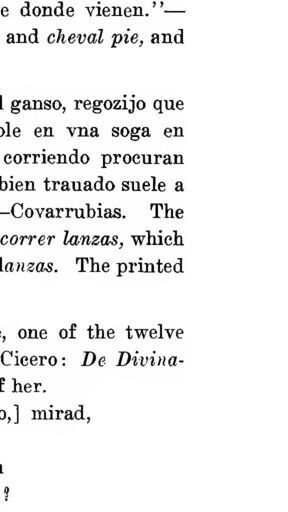 e donde vienen."—
and cheval pie, and
ganso, regozijo que
en vna soga en
corriendo procuran
bien trauado suele a
—Covarrubias. The
correr lanzas, which
lanzas. The printed
, one of the twelve
Cicero: De Divina-
her.
o,] mirad,
?